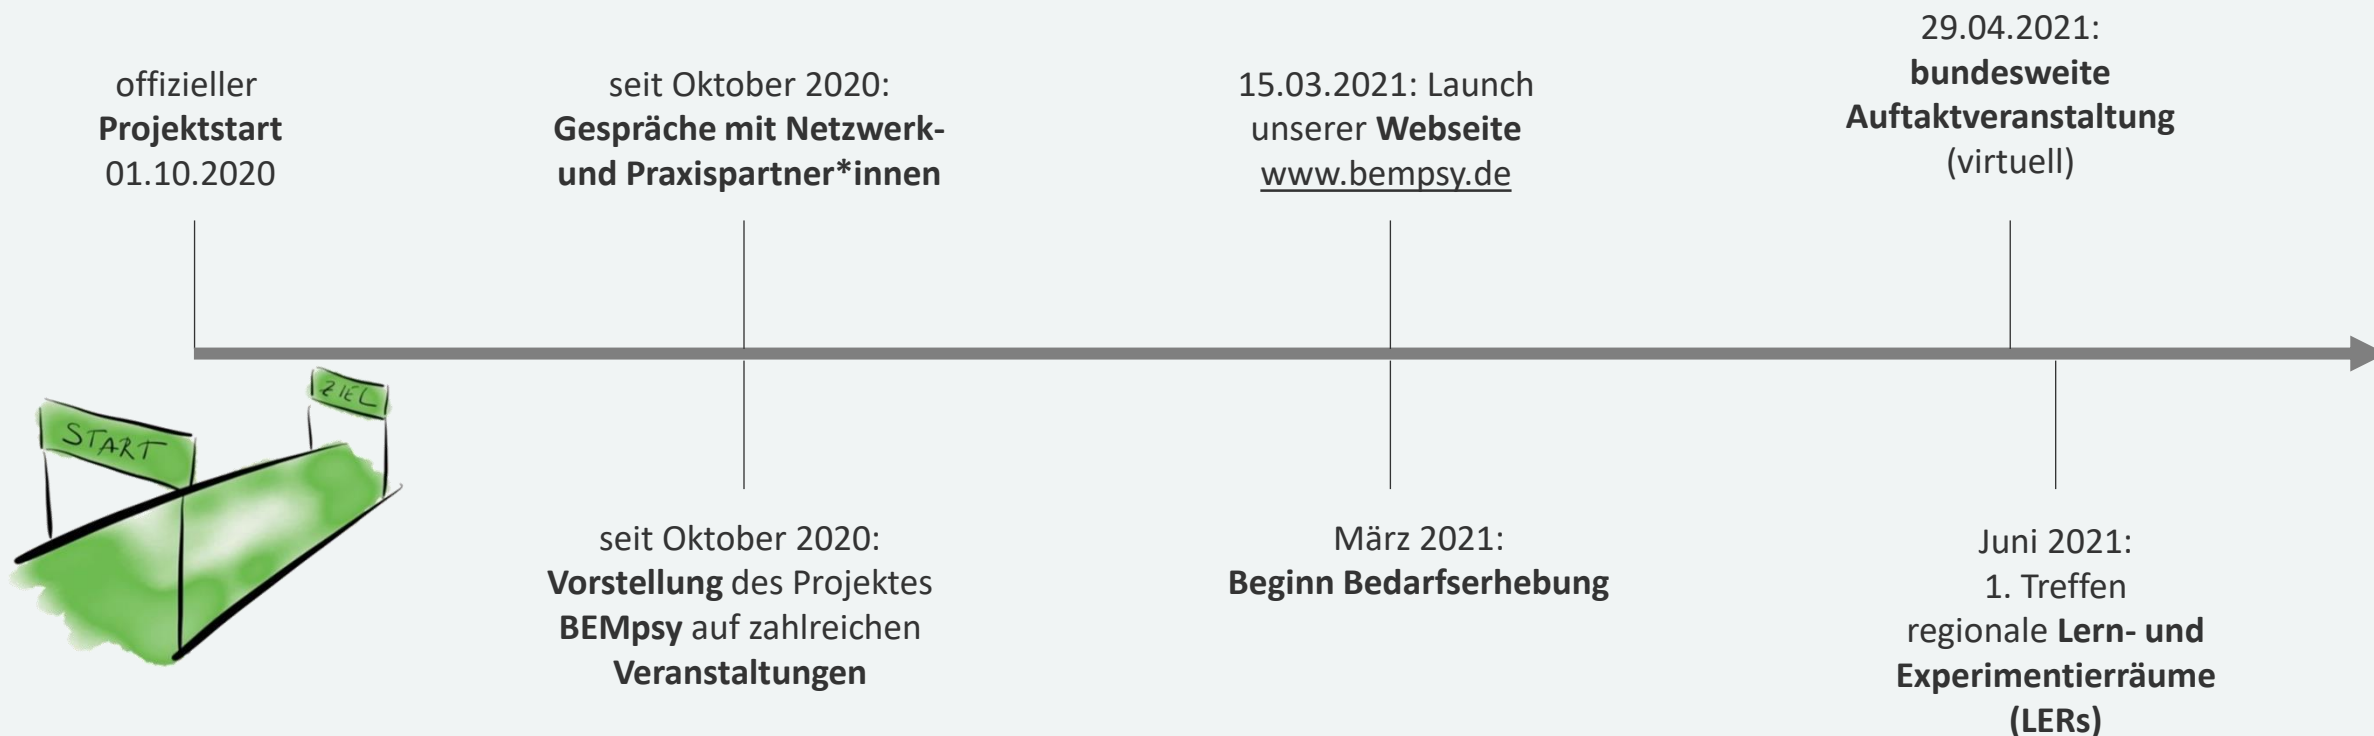 offizieller
Projektstart
01.10.2020
seit Oktober 2020:
Gespräche mit Netzwerk-
und Praxispartner*innen
15.03.2021: Launch
unserer Webseite
www.bempsy.de
29.04.2021:
bundesweite
Auftaktveranstaltung
(virtuell)
START
ZIEL
seit Oktober 2020:
Vorstellung des Projektes
BEMpsy auf zahlreichen
Veranstaltungen
März 2021:
Beginn Bedarfserhebung
Juni 2021:
1. Treffen
regionale Lern- und
Experimentierräume
(LERs)